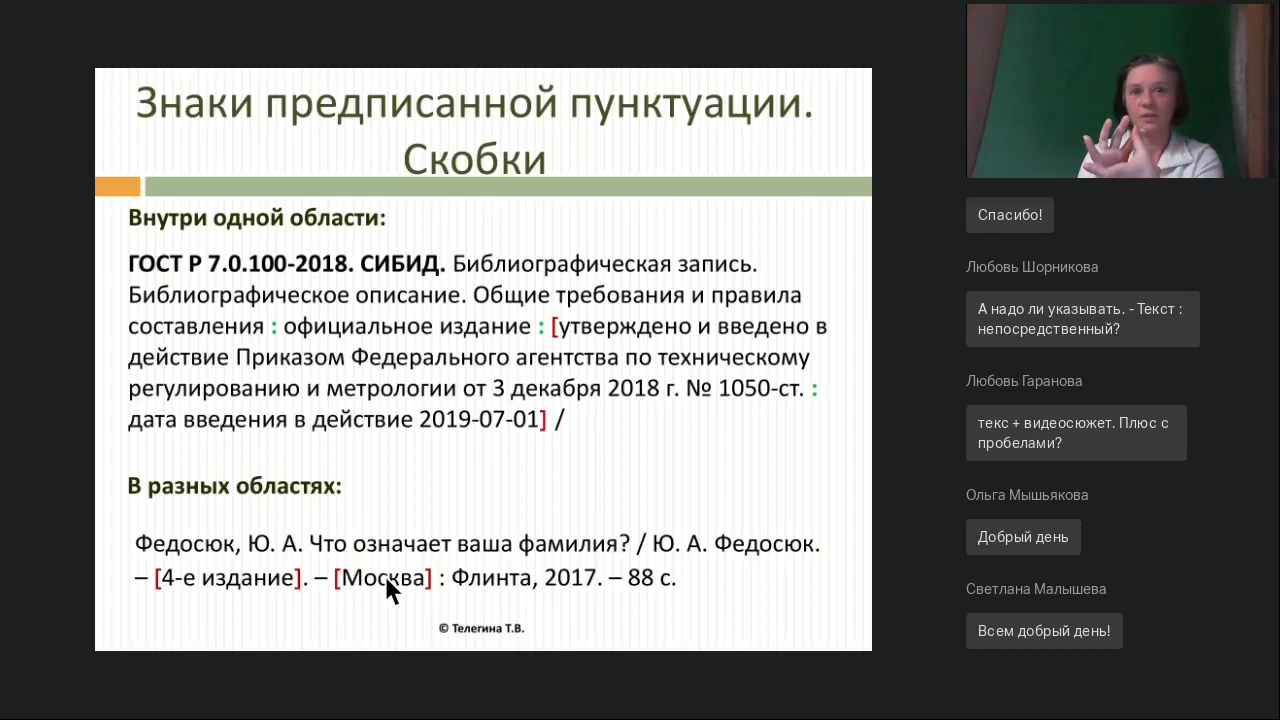 Знаки предписанной пунктуации.
Скобки
Внутри одной области:
ГОСТ Р 7.0.100-2018. СИБИД. Библиографическая запись.
Библиографическое описание. Общие требования и правила
составления : официальное издание : [утверждено и введено в
действие Приказом Федерального агентства по техническому
регулированию и метрологии от 3 декабря 2018 г. № 1050-ст. :
дата введения в действие 2019-07-01] /
В разных областях:
Федосюк, Ю. А. Что означает ваша фамилия? / Ю. А. Федосюк.
– [4-е издание]. – [Москва] : Флинта, 2017. – 88 с.
© Телегина Т.В.
Спасибо!
Любовь Шорникова
А надо ли указывать. - Текст :
непосредственный?
Любовь Гаранова
текс + видеосюжет. Плюс с
пробелами?
Ольга Мышьякова
Добрый день
Светлана Малышева
Всем добрый день!